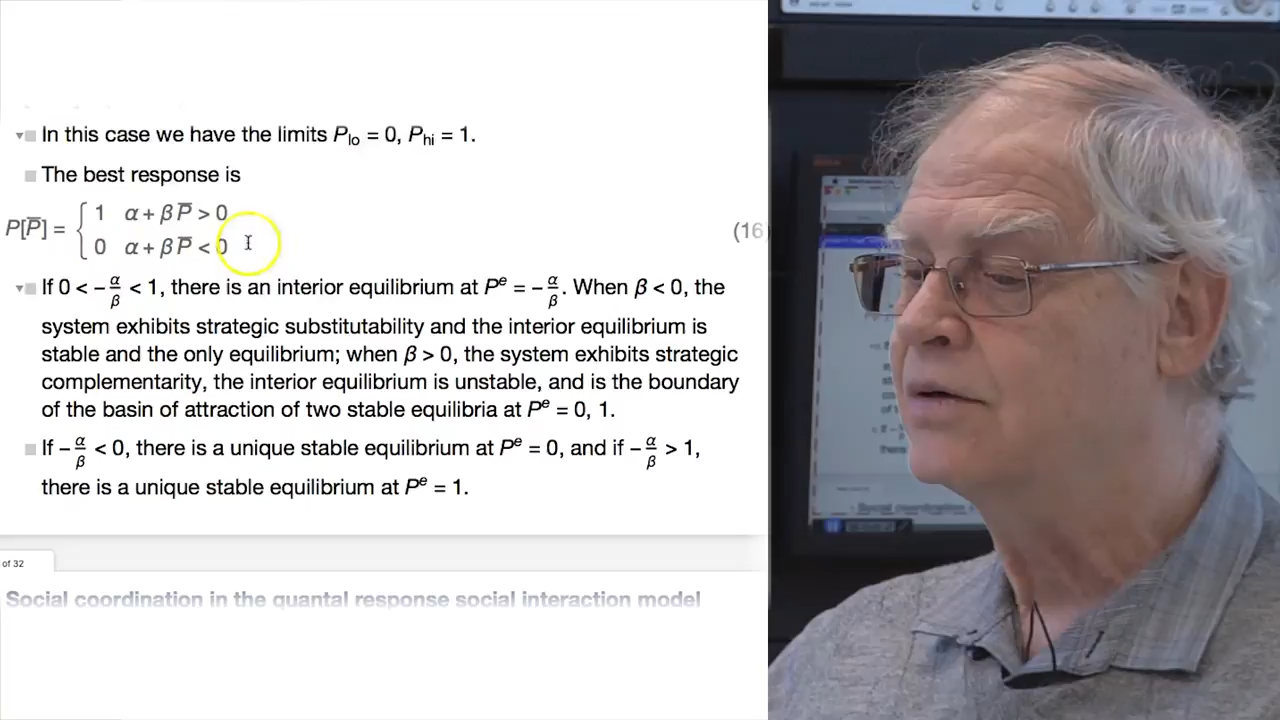 In this case we have the limits P_lo = 0, P_hi = 1.
The best response is
P[P̅] = { 1 α + β P̅ > 0
0 α + β P̅ < 0
(16
If 0 < - α/β < 1, there is an interior equilibrium at Pᵉ = - α/β. When β < 0, the
system exhibits strategic substitutability and the interior equilibrium is
stable and the only equilibrium; when β > 0, the system exhibits strategic
complementarity, the interior equilibrium is unstable, and is the boundary
of the basin of attraction of two stable equilibria at Pᵉ = 0, 1.
If - α/β < 0, there is a unique stable equilibrium at Pᵉ = 0, and if - α/β > 1,
there is a unique stable equilibrium at Pᵉ = 1.
of 32
Social coordination in the quantal response social interaction model